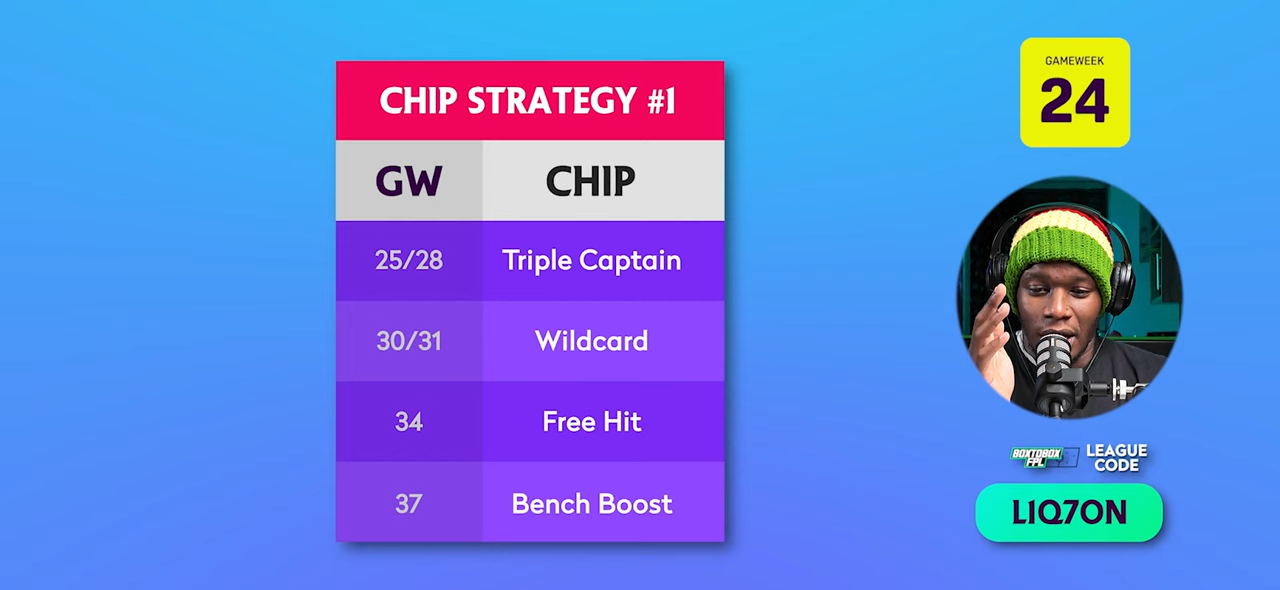 CHIP STRATEGY #1
GW CHIP
25/28 Triple Captain
30/31 Wildcard
34 Free Hit
37 Bench Boost
GAMEWEEK
24
BOXTOBOX
FPL
LEAGUE
CODE
L1Q7ON